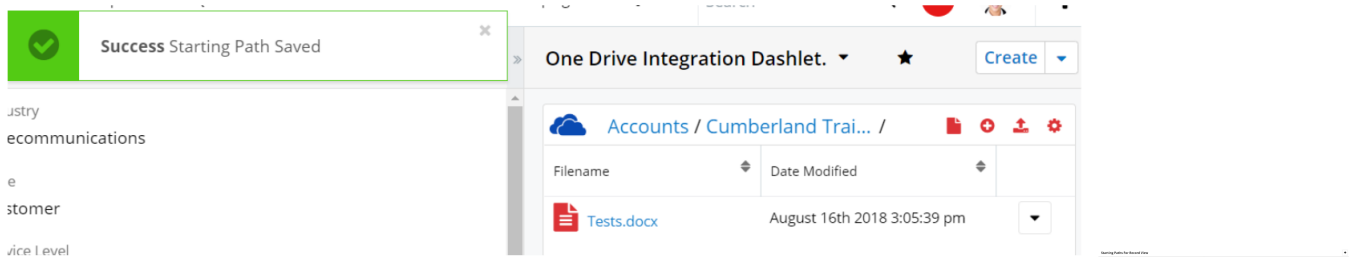 Success Starting Path Saved
ustry
ecommunications
e
stomer
vice Level
One Drive Integration Dashlet.
Create
Accounts / Cumberland Trai... /
Filename
Date Modified
Tests.docx
August 16th 2018 3:05:39 pm